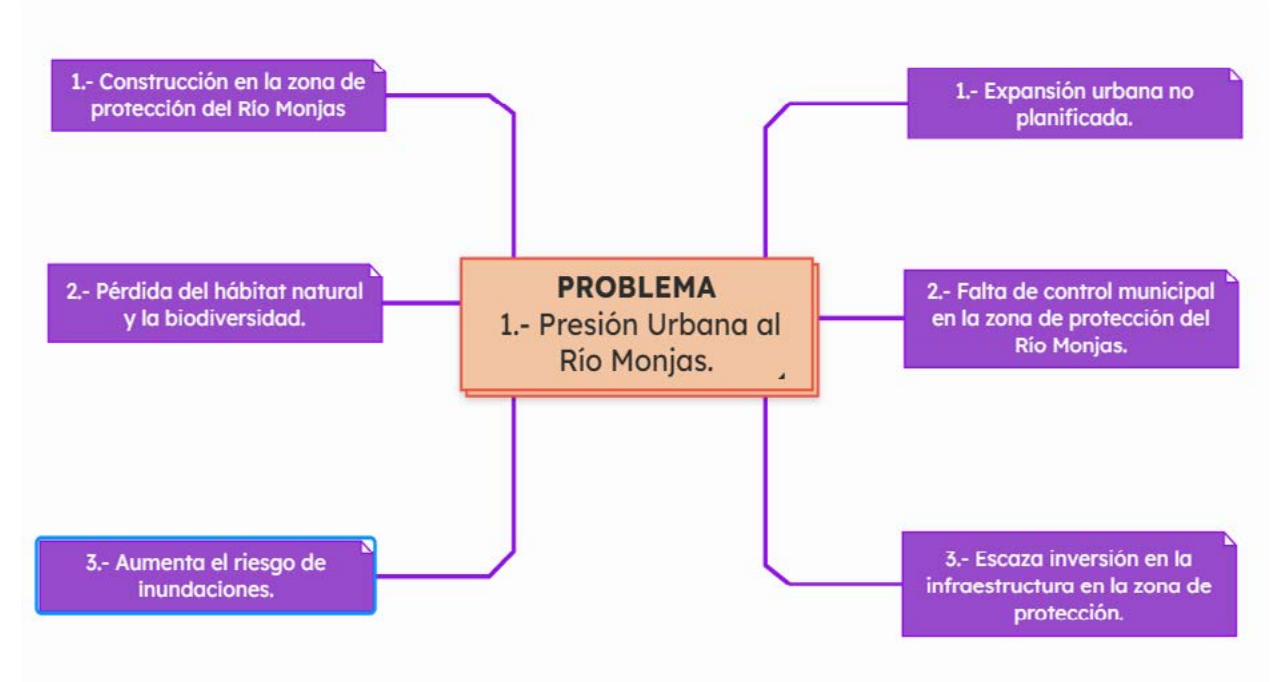 1.- Construcción en la zona de
protección del Río Monjas
2.- Pérdida del hábitat natural
y la biodiversidad.
3.- Aumenta el riesgo de
inundaciones.
PROBLEMA
1.- Presión Urbana al
Río Monjas.
1.- Expansión urbana no
planificada.
2.- Falta de control municipal
en la zona de protección del
Río Monjas.
3.- Escaza inversión en la
infraestructura en la zona de
protección.